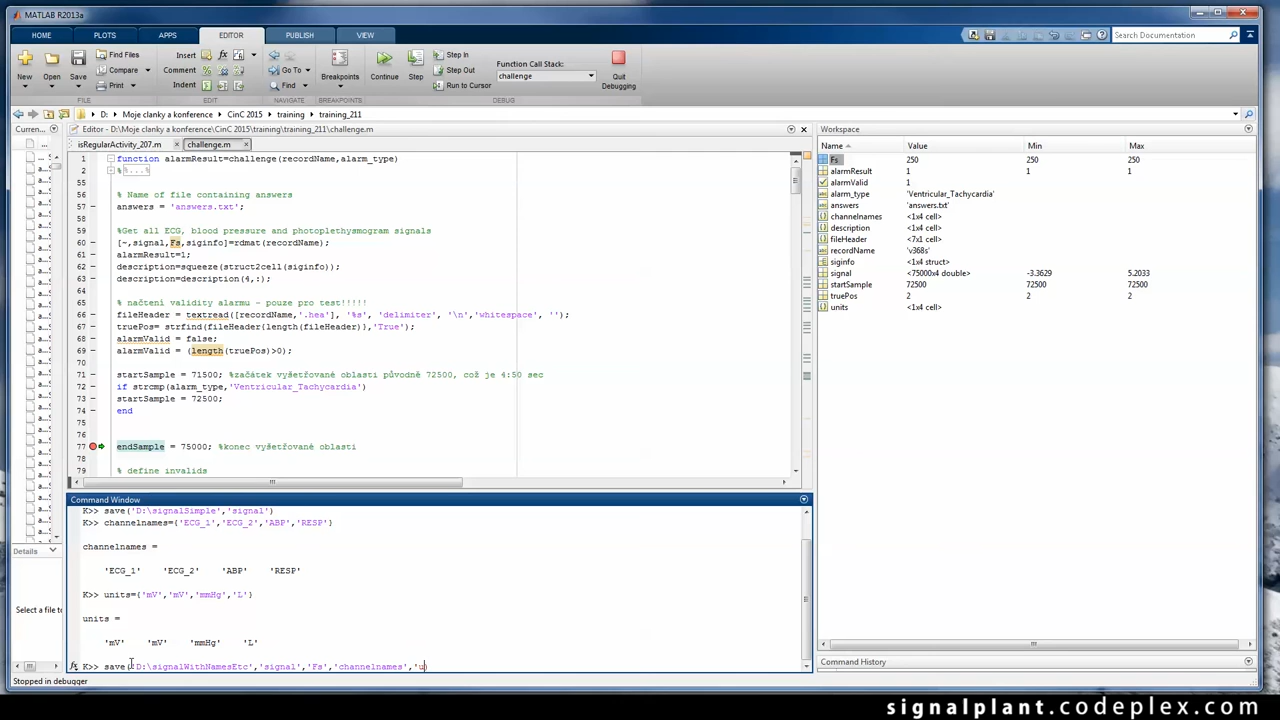 MATLAB R2013a
HOME PLOTS APPS EDITOR PUBLISH VIEW
Search Documentation
New Open Save Find Files Compare Print
Insert Comment Indent
Go To Find
Breakpoints
Continue Step Step In Step Out Run to Cursor
Function Call Stack:
challenge
Quit Debugging
FILE EDIT NAVIGATE BREAKPOINTS DEBUG
D: Moje clanky a konference CinC 2015 training training_211
Curren...
Editor - D:\Moje clanky a konference\CinC 2015\training\training_211\challenge.m
isRegularActivity_207.m challenge.m
1 function alarmResult=challenge(recordName,alarm_type)
2 %%...%
55
56 % Name of file containing answers
57 answers = 'answers.txt';
58
59 %Get all ECG, blood pressure and photoplethysmogram signals
60 [~,signal,Fs,siginfo]=rdmat(recordName);
61 alarmResult=1;
62 description=squeeze(struct2cell(siginfo));
63 description=description(4,:);
64
65 % načtení validity alarmu - pouze pro test!!!!!
66 fileHeader = textread([recordName,'.hea'], '%s', 'delimiter', '\n','whitespace', '');
67 truePos= strfind(fileHeader(length(fileHeader)),'True');
68 alarmValid = false;
69 alarmValid = (length(truePos)>0);
70
71 startSample = 71500; %začátek vyšetřované oblasti původně 72500, což je 4:50 sec
72 if strcmp(alarm_type,'Ventricular_Tachycardia')
73 startSample = 72500;
74 end
75
76
77 endSample = 75000; %konec vyšetřované oblasti
78
79 % define invalids
Workspace
Name Value Min Max
Fs 250 250 250
alarmResult 1 1 1
alarmValid 1
alarm_type 'Ventricular_Tachycardia'
answers 'answers.txt'
channelnames <1x4 cell>
description <1x4 cell>
fileHeader <7x1 cell>
recordName 'v368s'
siginfo <1x4 struct>
signal <75000x4 double> -3.3629 5.2033
startSample 72500 72500 72500
truePos 2 2 2
units <1x4 cell>
Command History
Details
Select a file to
Command Window
K>> save('D:\signalSimple','signal')
K>> channelnames={'ECG_1','ECG_2','ABP','RESP'}
channelnames =
'ECG_1' 'ECG_2' 'ABP' 'RESP'
K>> units={'mV','mV','mmHg','L'}
units =
'mV' 'mV' 'mmHg' 'L'
fx K>> save('D:\signalWithNamesEtc','signal','Fs','channelnames','u)
Stopped in debugger
signalplant.codeplex.com